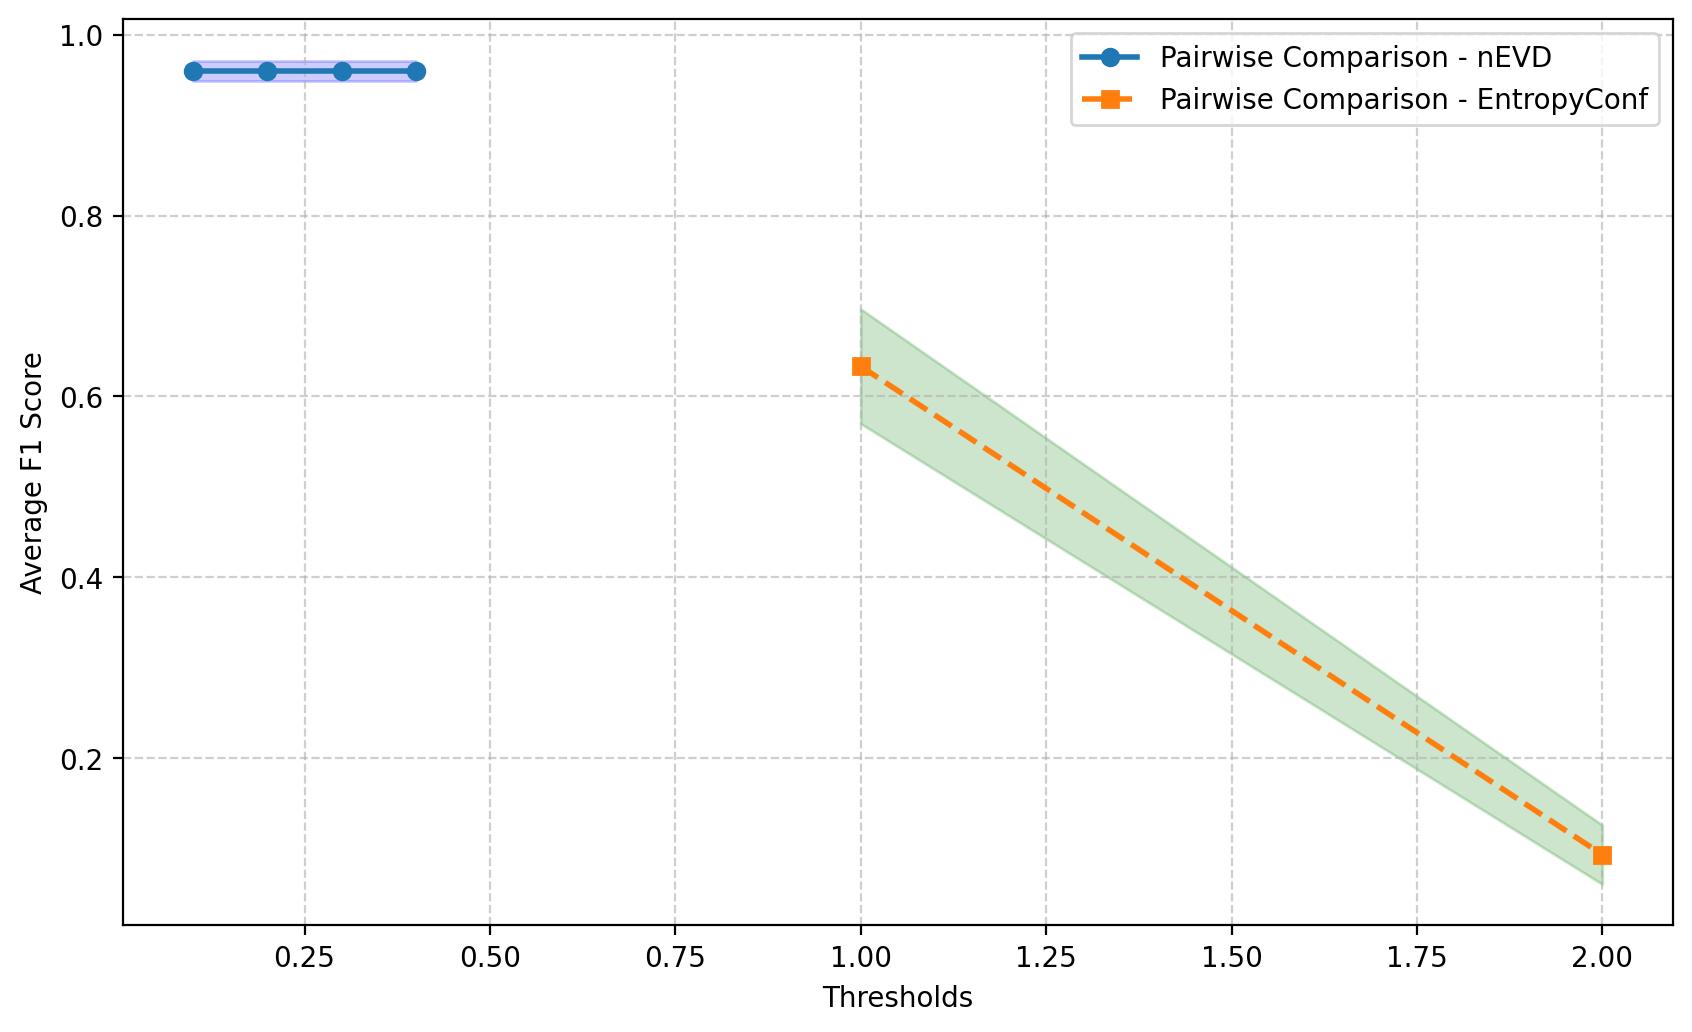 Pairwise Comparison - nEVD
Pairwise Comparison - EntropyConf
Average F1 Score
1.0
0.8
0.6
0.4
0.2
0.25 0.50 0.75 1.00 1.25 1.50 1.75 2.00
Thresholds